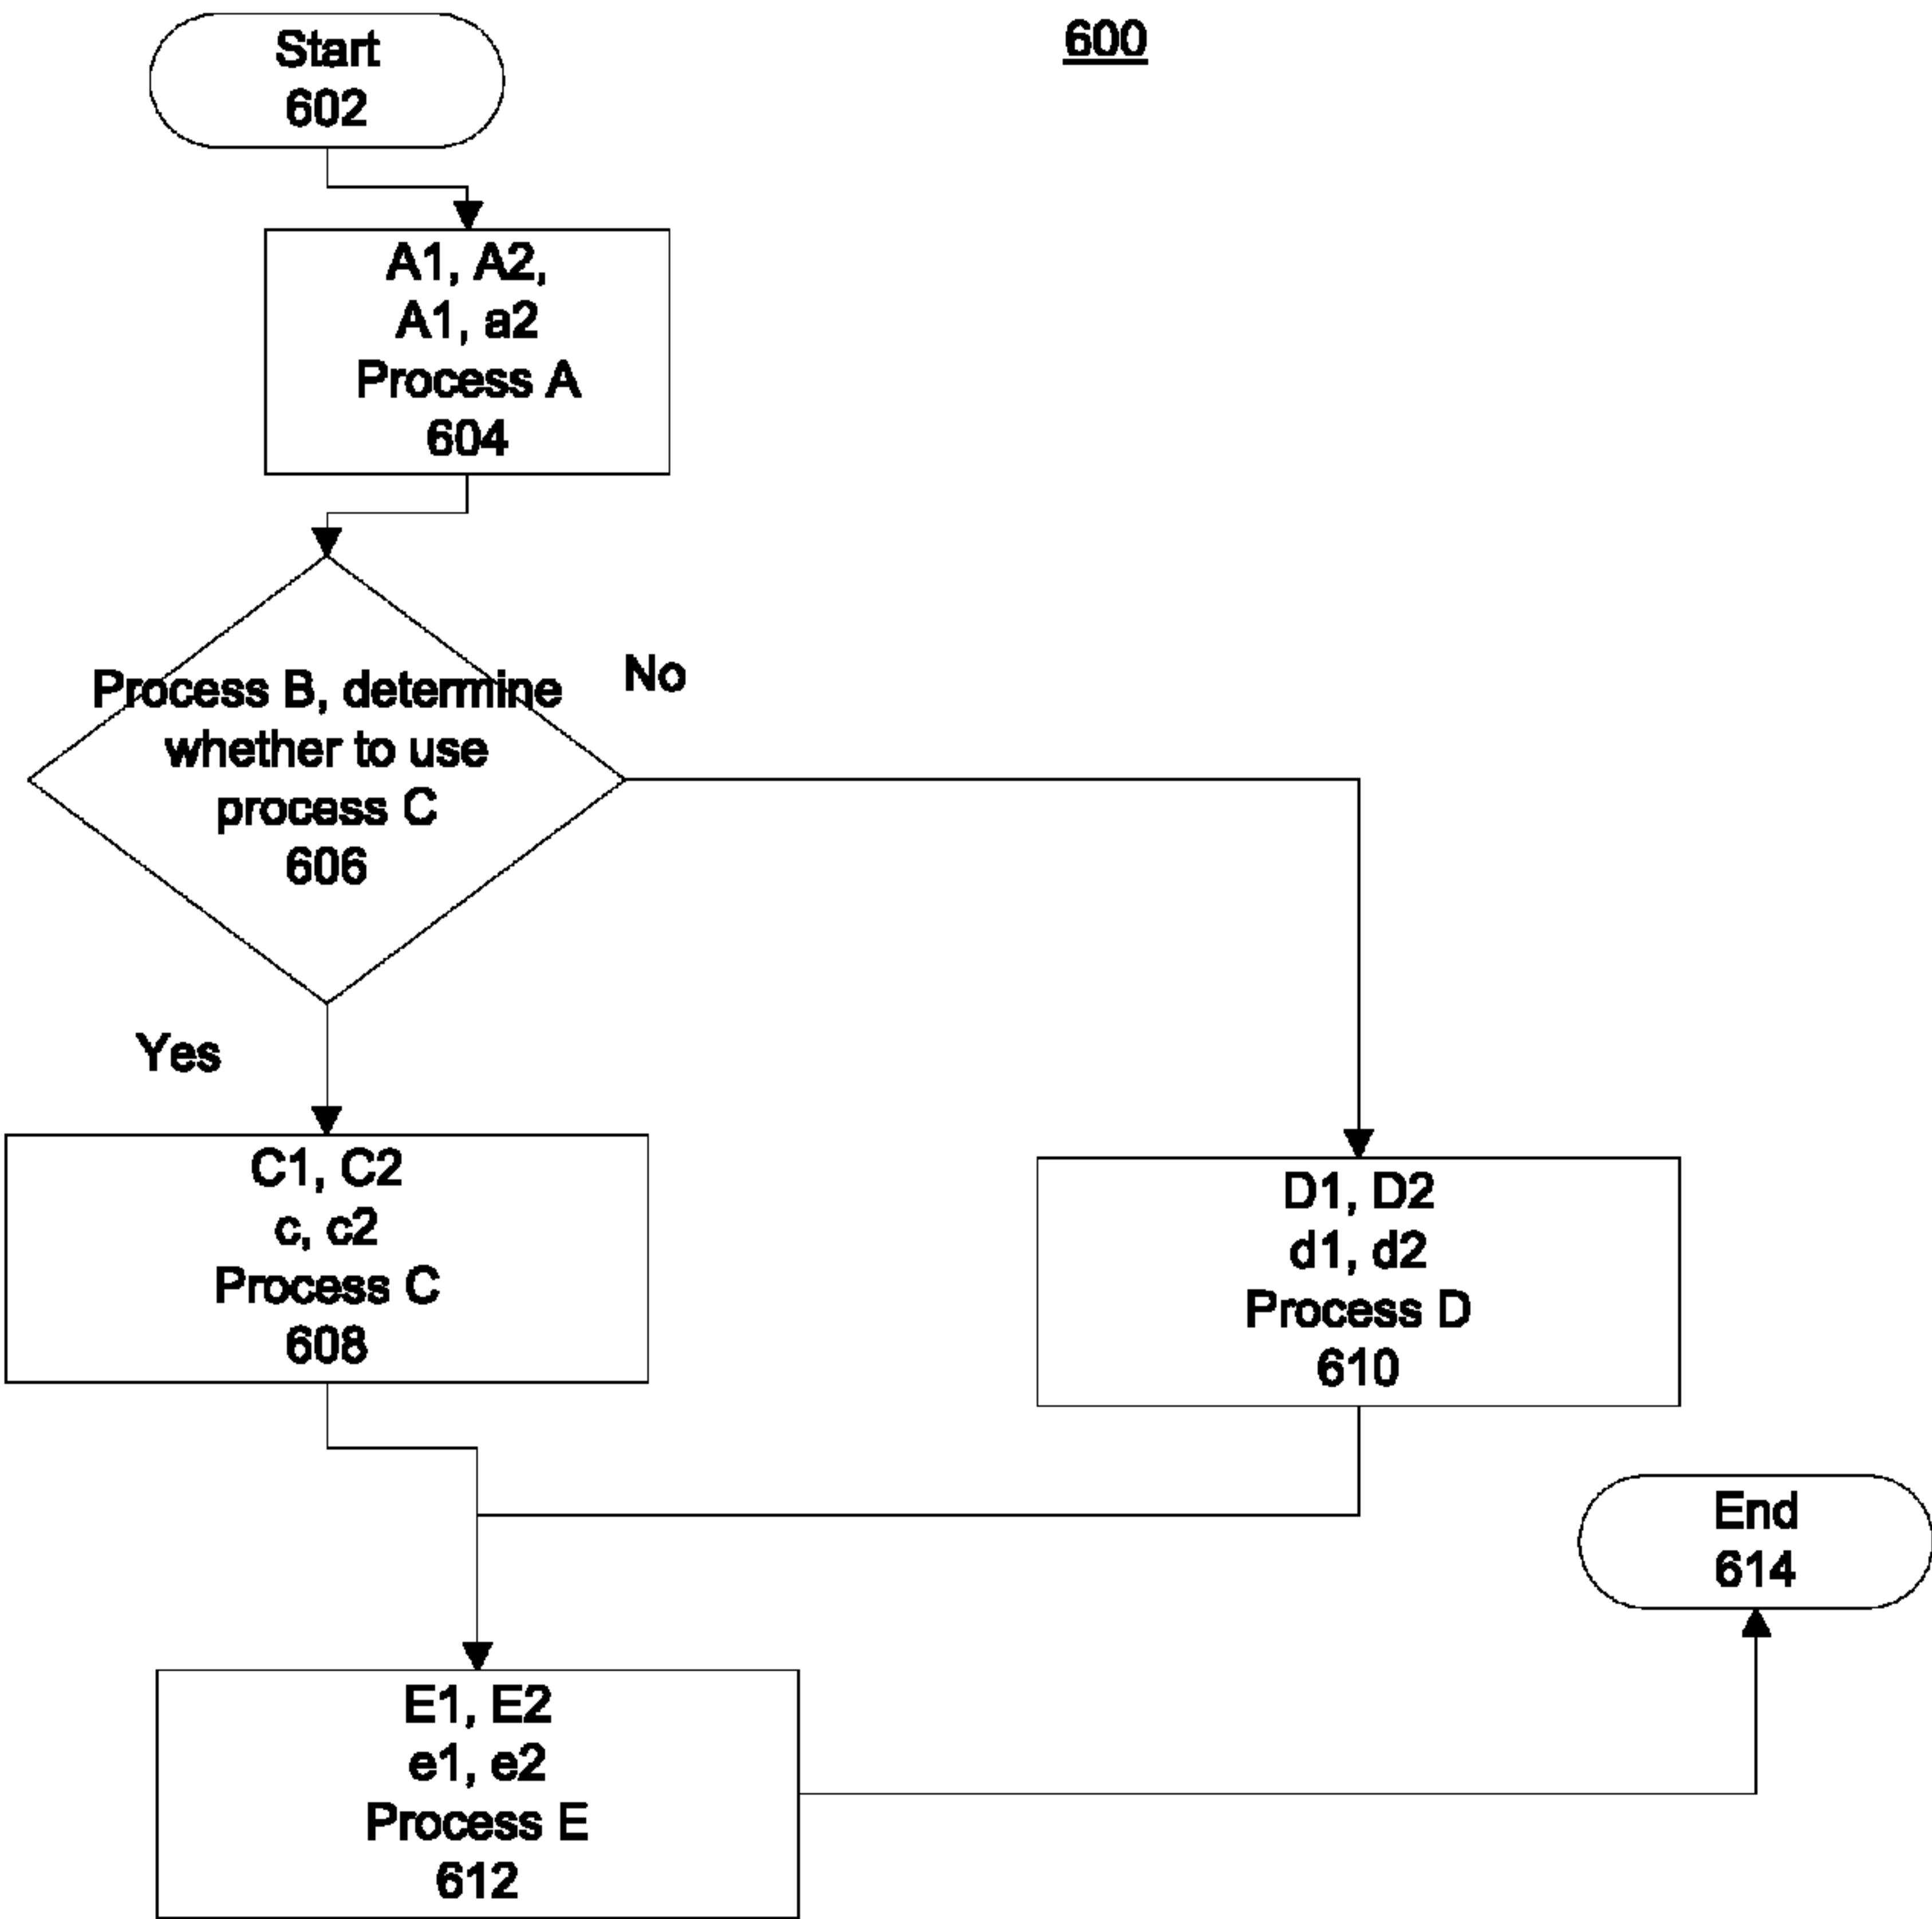 600
Start
602
A1, A2,
A1, a2
Process A
604
Process B, determine
whether to use
process C
606
No
Yes
C1, C2
c, c2
Process C
608
D1, D2
d1, d2
Process D
610
End
614
E1, E2
e1, e2
Process E
612